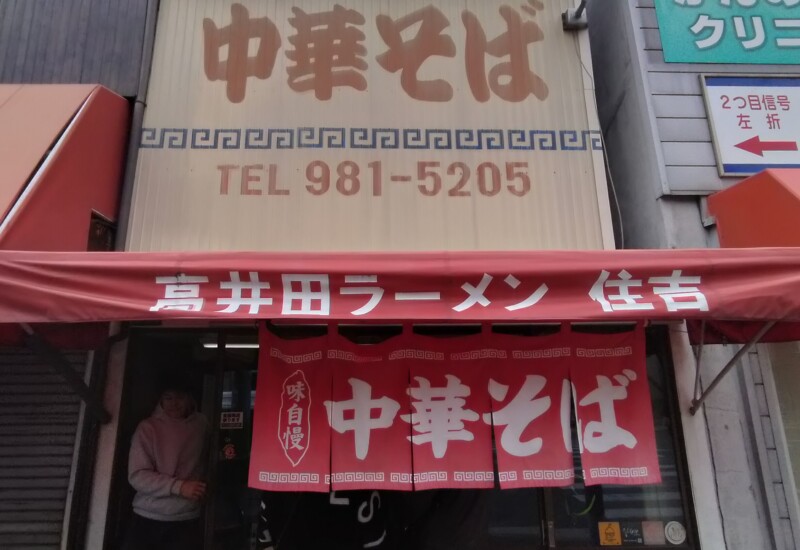 中華そば
TEL 981-5205
クリニ
2つ目信号
左折
高井田ラーメン 住吉
味自慢
中華そば